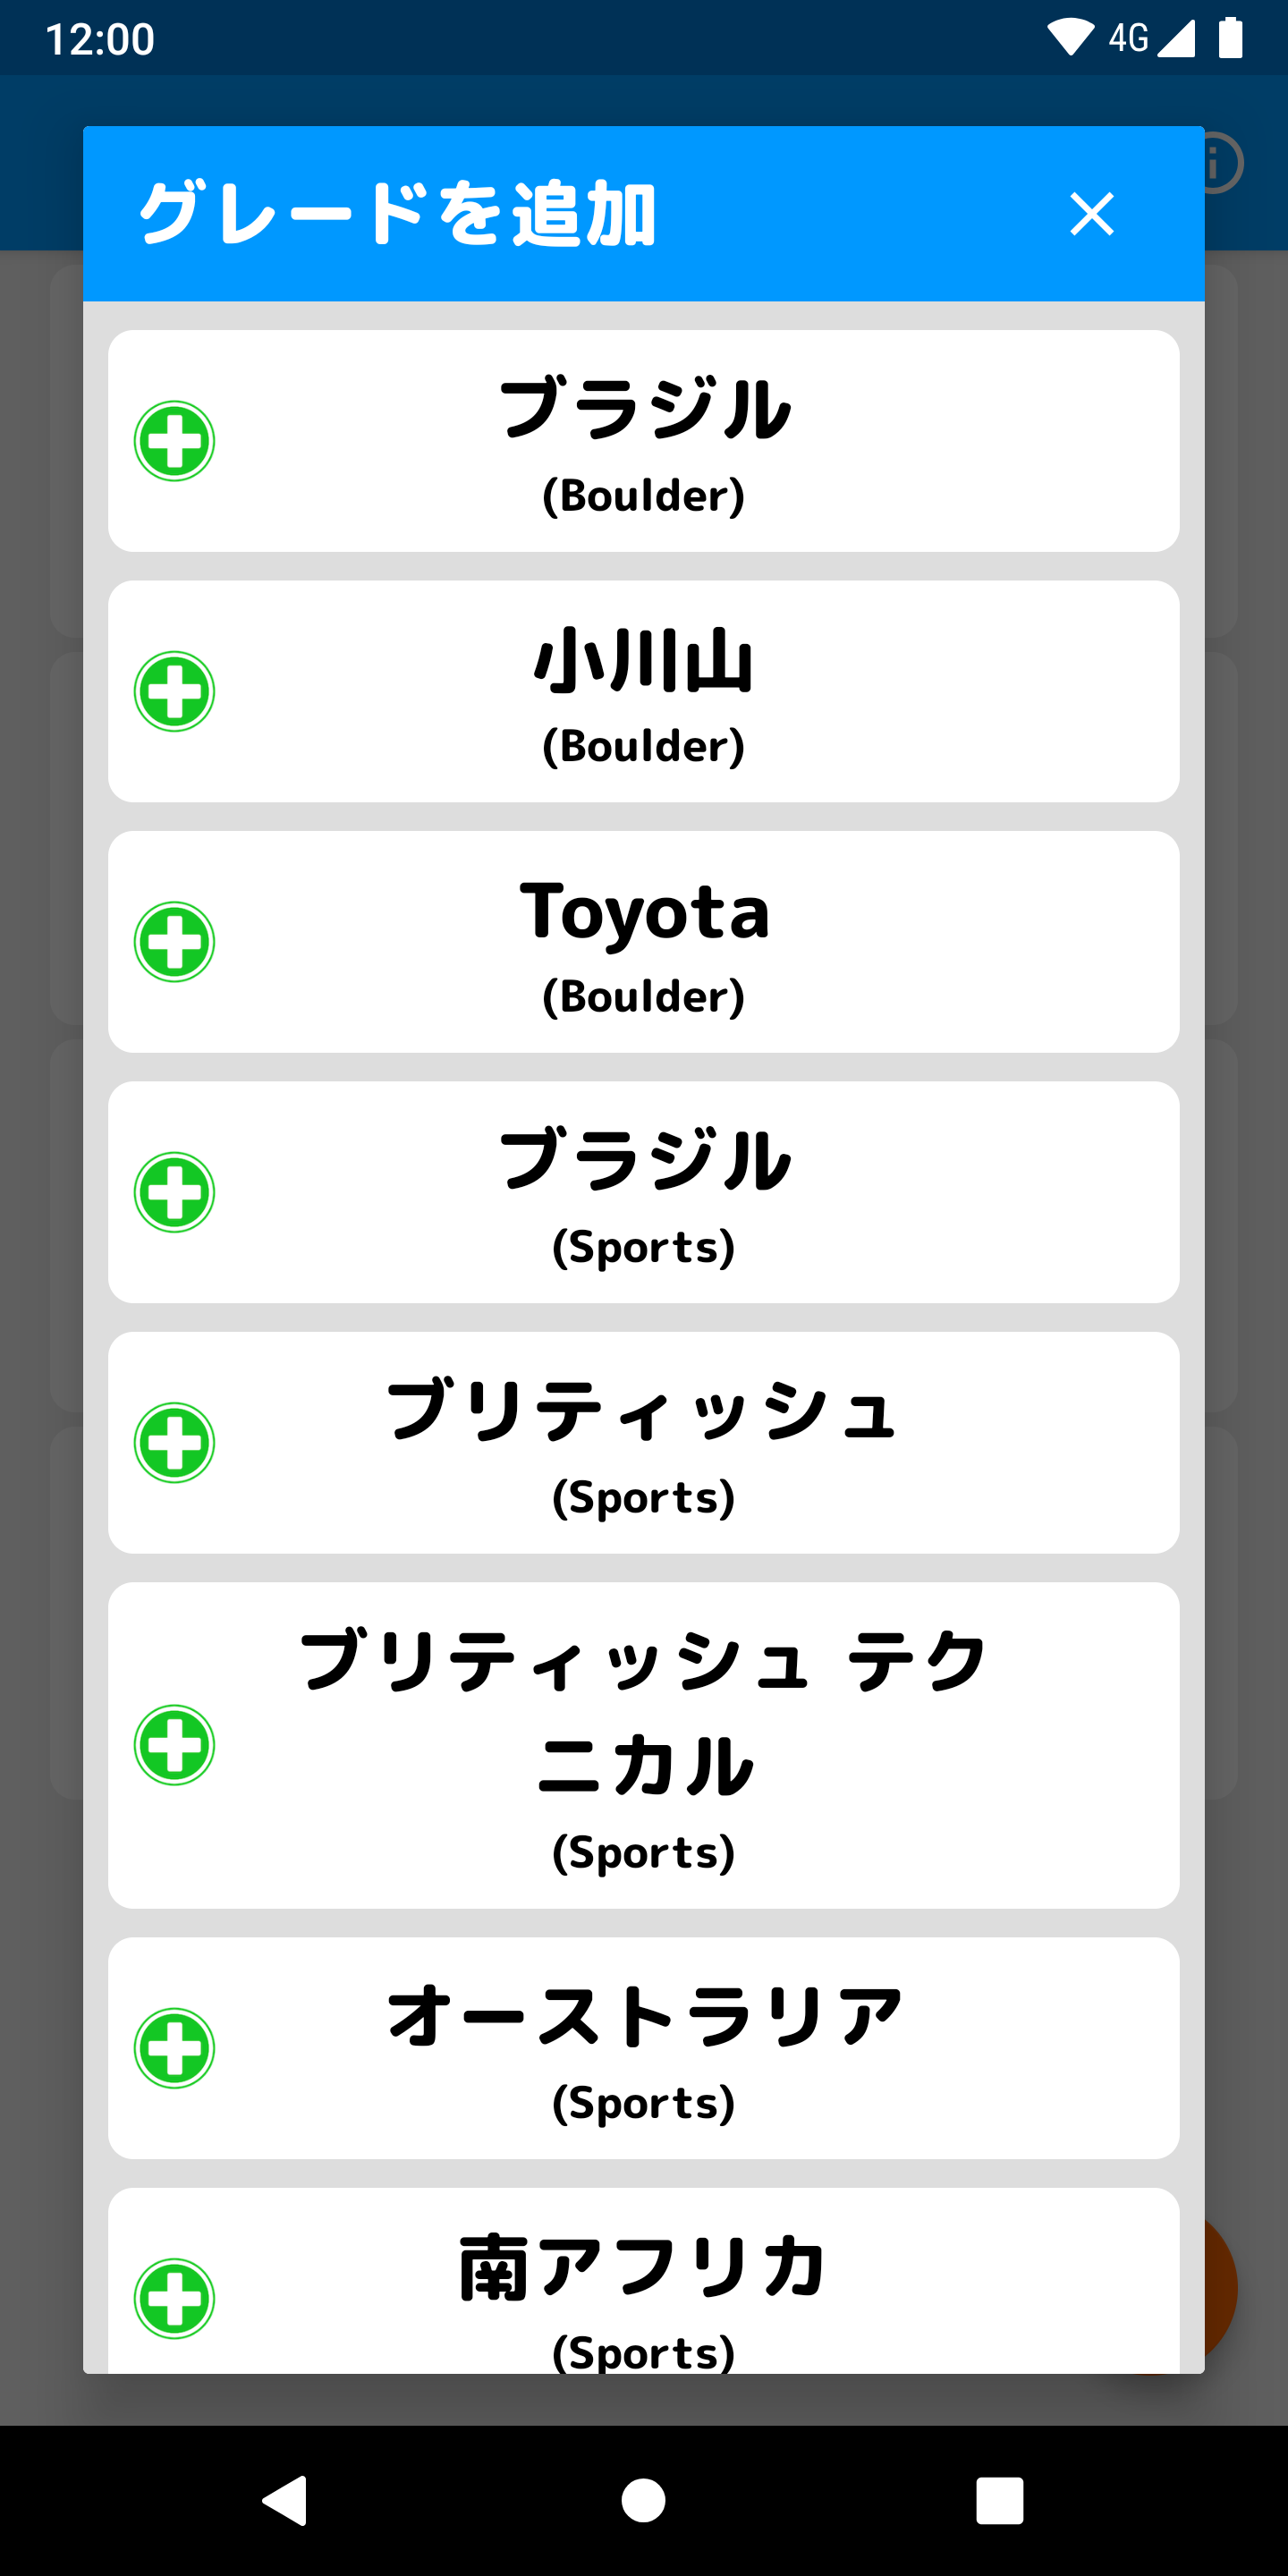 12:00
4G
グレードを追加
ブラジル
(Boulder)
小川山
(Boulder)
Toyota
(Boulder)
ブラジル
(Sports)
ブリティッシュ
(Sports)
ブリティッシュ テク
ニカル
(Sports)
オーストラリア
(Sports)
南アフリカ
(Sports)